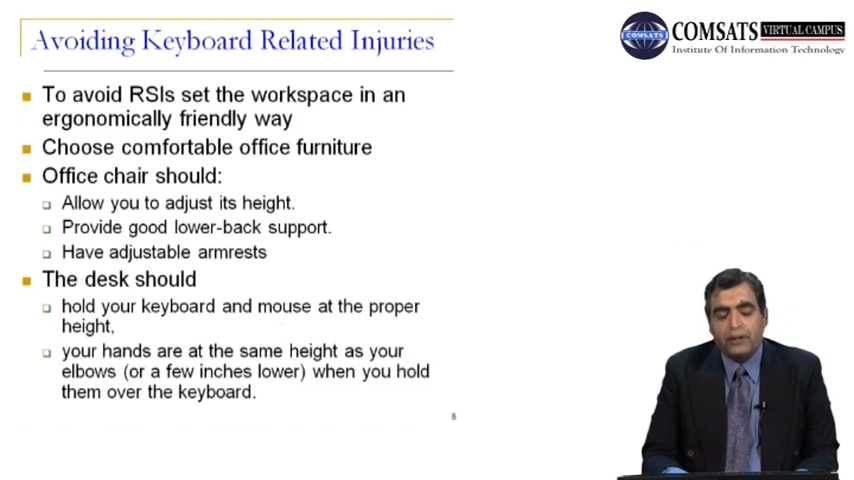 Avoiding Keyboard Related Injuries
COMSATS VIRTUAL CAMPUS
Institute Of Information Technology
COMSATS
To avoid RSIs set the workspace in an
ergonomically friendly way
Choose comfortable office furniture
Office chair should:
Allow you to adjust its height.
Provide good lower-back support.
Have adjustable armrests
The desk should
hold your keyboard and mouse at the proper
height,
your hands are at the same height as your
elbows (or a few inches lower) when you hold
them over the keyboard.
8